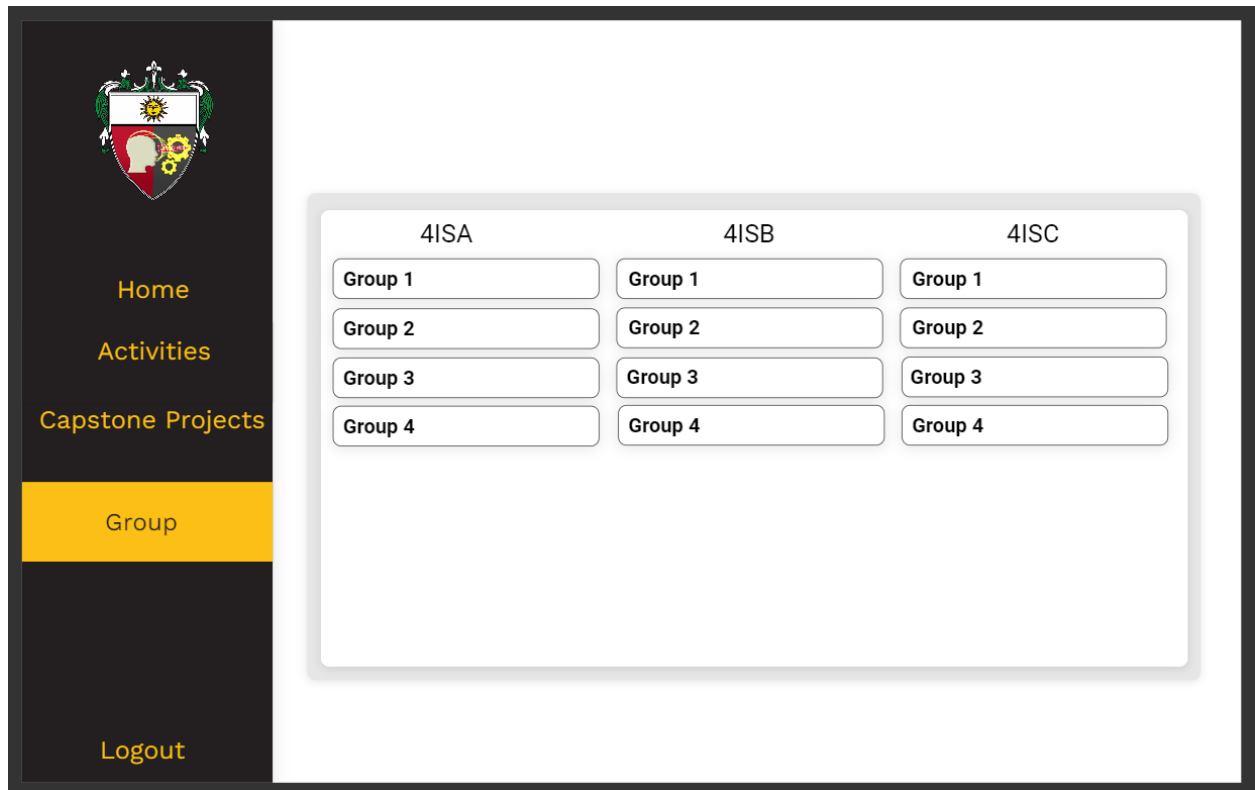 Home
Activities
Capstone Projects
Group
Logout
4ISA 4ISB 4ISC
Group 1 Group 1 Group 1
Group 2 Group 2 Group 2
Group 3 Group 3 Group 3
Group 4 Group 4 Group 4